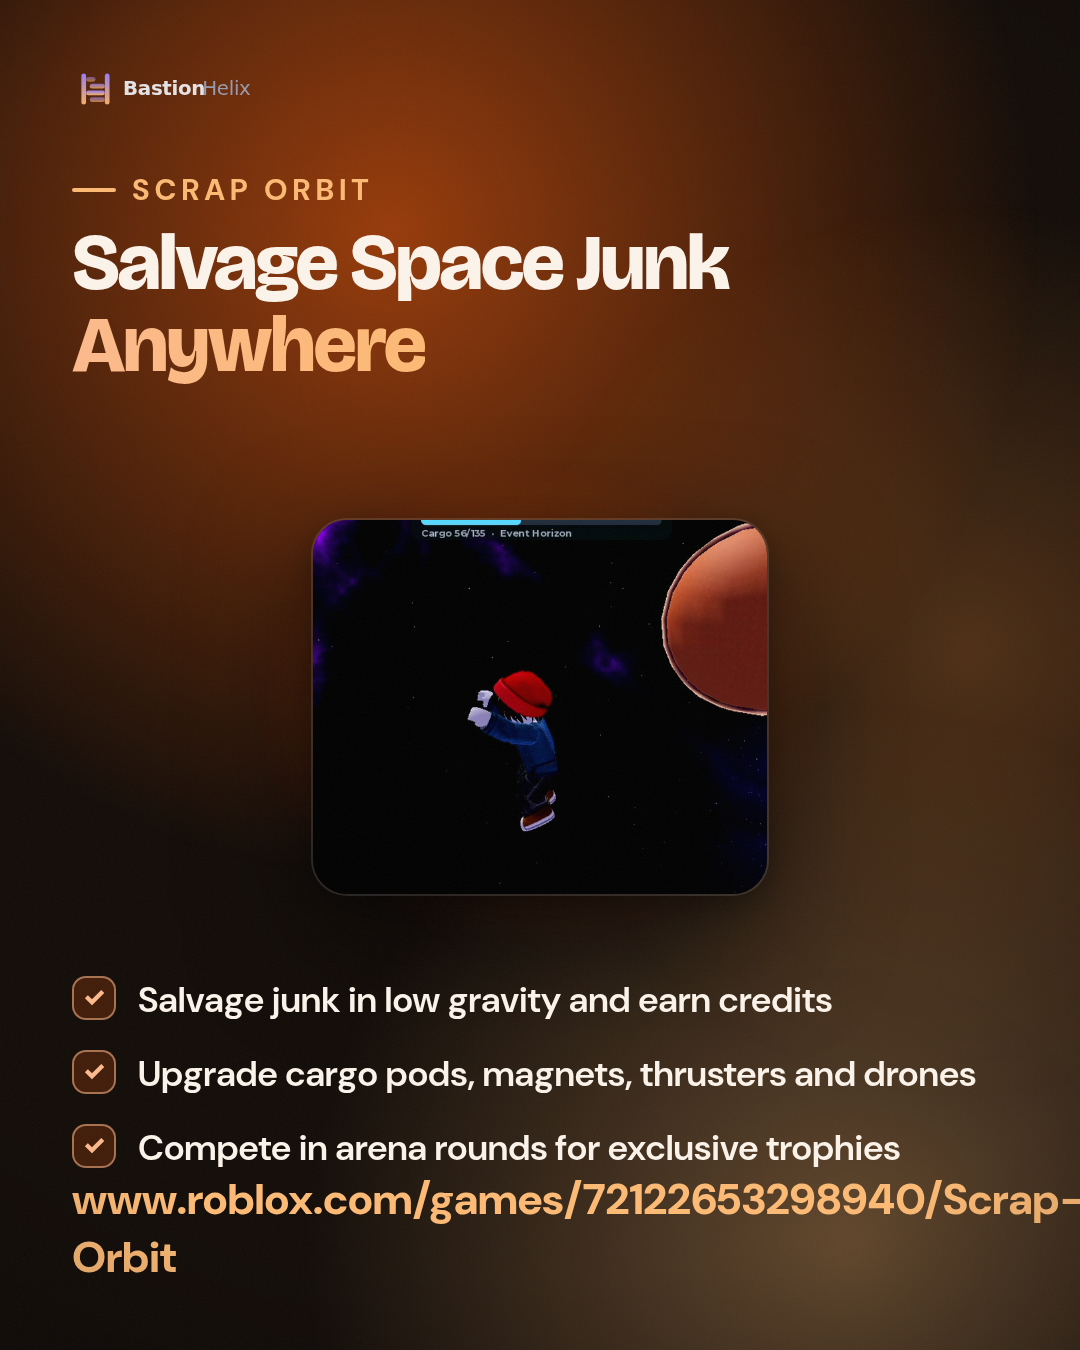 BastionHelix
SCRAP ORBIT
Salvage Space Junk
Anywhere
Cargo 56/135 · Event Horizon
Salvage junk in low gravity and earn credits
Upgrade cargo pods, magnets, thrusters and drones
Compete in arena rounds for exclusive trophies
www.roblox.com/games/72122653298940/Scrap-
Orbit